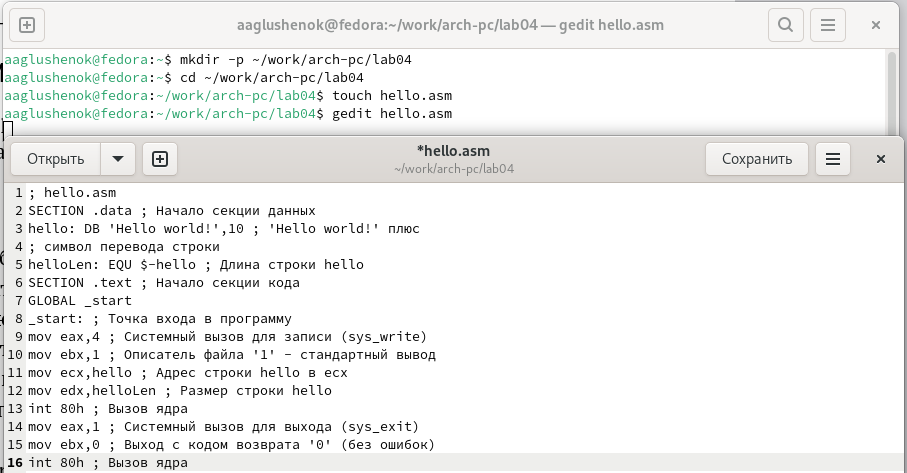 aaglushenok@fedora:~/work/arch-pc/lab04 — gedit hello.asm
aaglushenok@fedora:~$ mkdir -p ~/work/arch-pc/lab04
aaglushenok@fedora:~$ cd ~/work/arch-pc/lab04
aaglushenok@fedora:~/work/arch-pc/lab04$ touch hello.asm
aaglushenok@fedora:~/work/arch-pc/lab04$ gedit hello.asm
Открыть
*hello.asm
~/work/arch-pc/lab04
Сохранить
1 ; hello.asm
2 SECTION .data ; Начало секции данных
3 hello: DB 'Hello world!',10 ; 'Hello world!' плюс
4 ; символ перевода строки
5 helloLen: EQU $-hello ; Длина строки hello
6 SECTION .text ; Начало секции кода
7 GLOBAL _start
8 _start: ; Точка входа в программу
9 mov eax,4 ; Системный вызов для записи (sys_write)
10 mov ebx,1 ; Описатель файла '1' - стандартный вывод
11 mov ecx,hello ; Адрес строки hello в ecx
12 mov edx,helloLen ; Размер строки hello
13 int 80h ; Вызов ядра
14 mov eax,1 ; Системный вызов для выхода (sys_exit)
15 mov ebx,0 ; Выход с кодом возврата '0' (без ошибок)
16 int 80h ; Вызов ядра